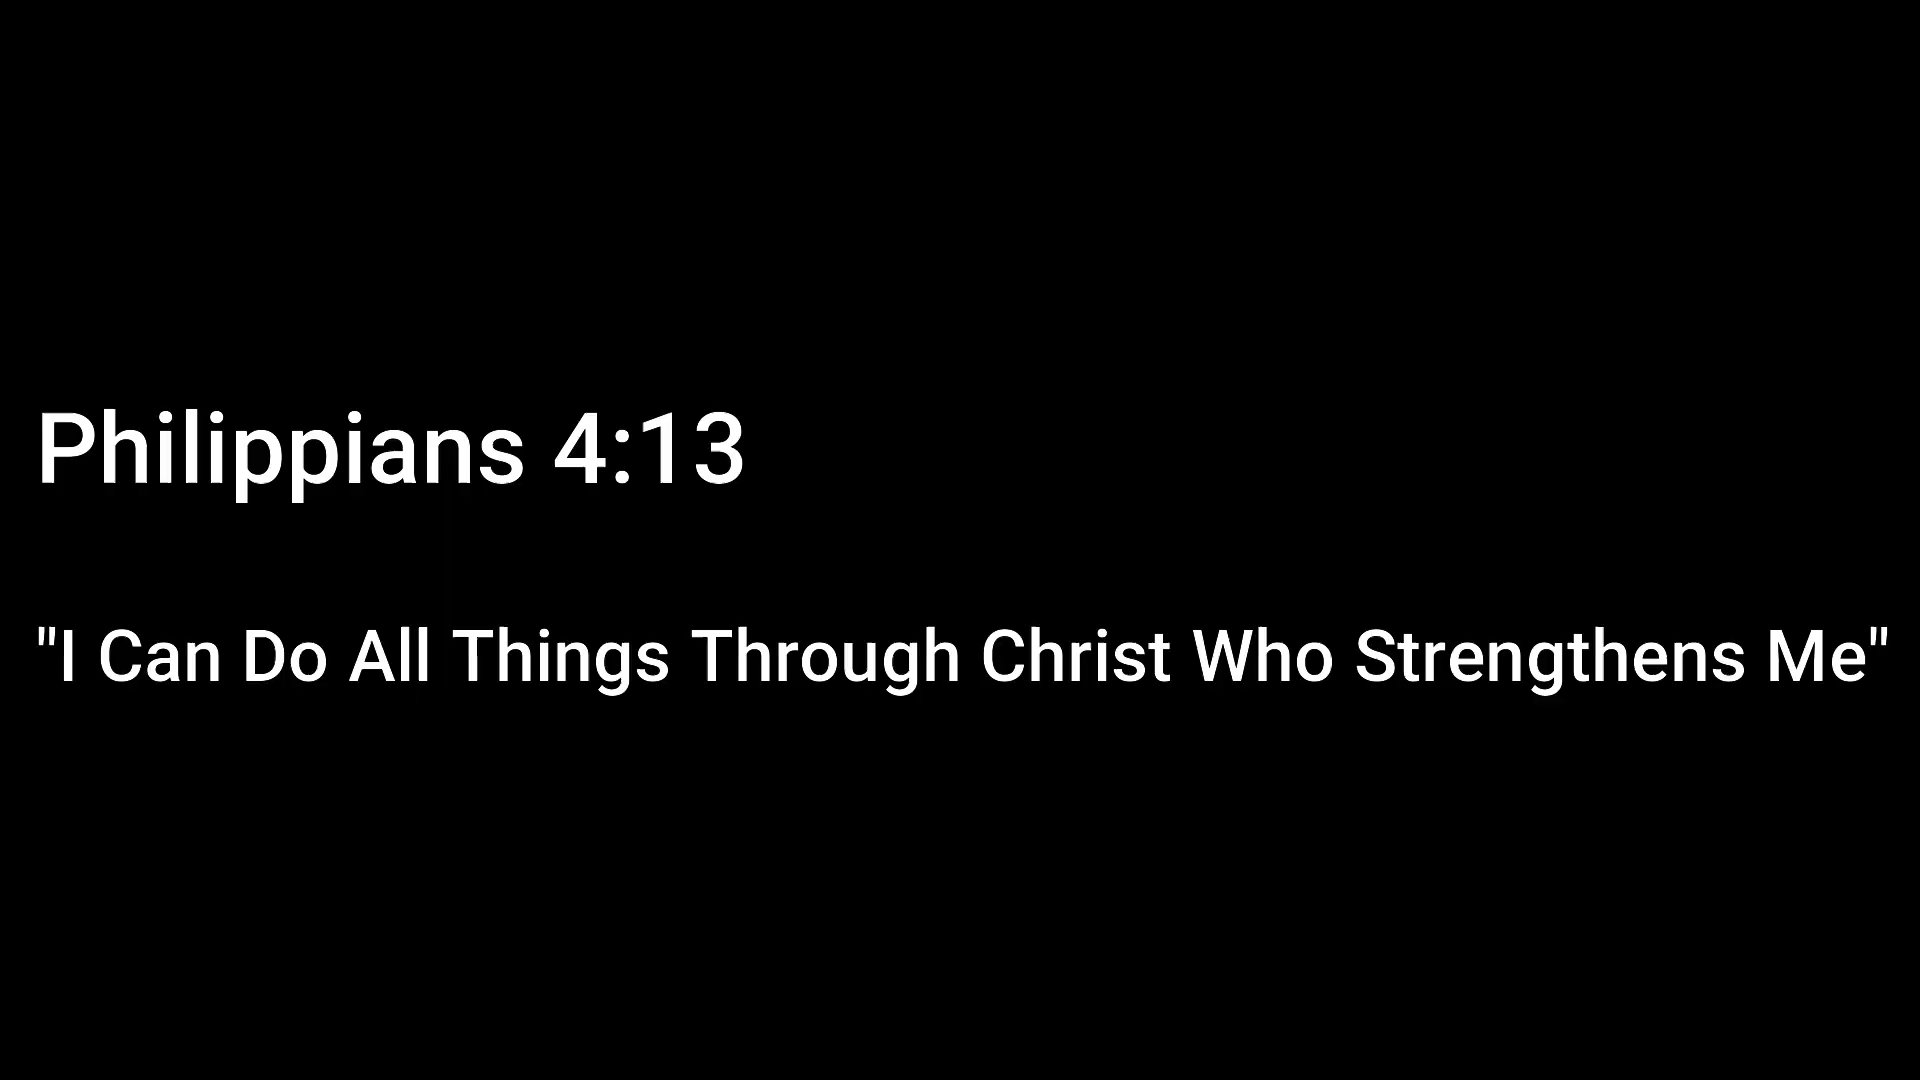 Philippians 4:13
"I Can Do All Things Through Christ Who Strengthens Me"